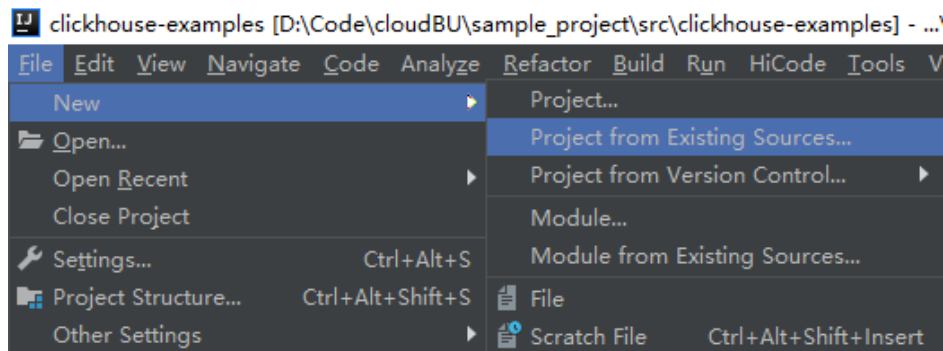 IJ clickhouse-examples [D:\Code\cloudBU\sample_project\src\clickhouse-examples] - ...\
File Edit View Navigate Code Analyze Refactor Build Run HiCode Tools V
New
Project...
Open...
Project from Existing Sources...
Open Recent
Project from Version Control...
Close Project
Module...
Settings... Ctrl+Alt+S
Module from Existing Sources...
Project Structure... Ctrl+Alt+Shift+S
File
Other Settings
Scratch File Ctrl+Alt+Shift+Insert